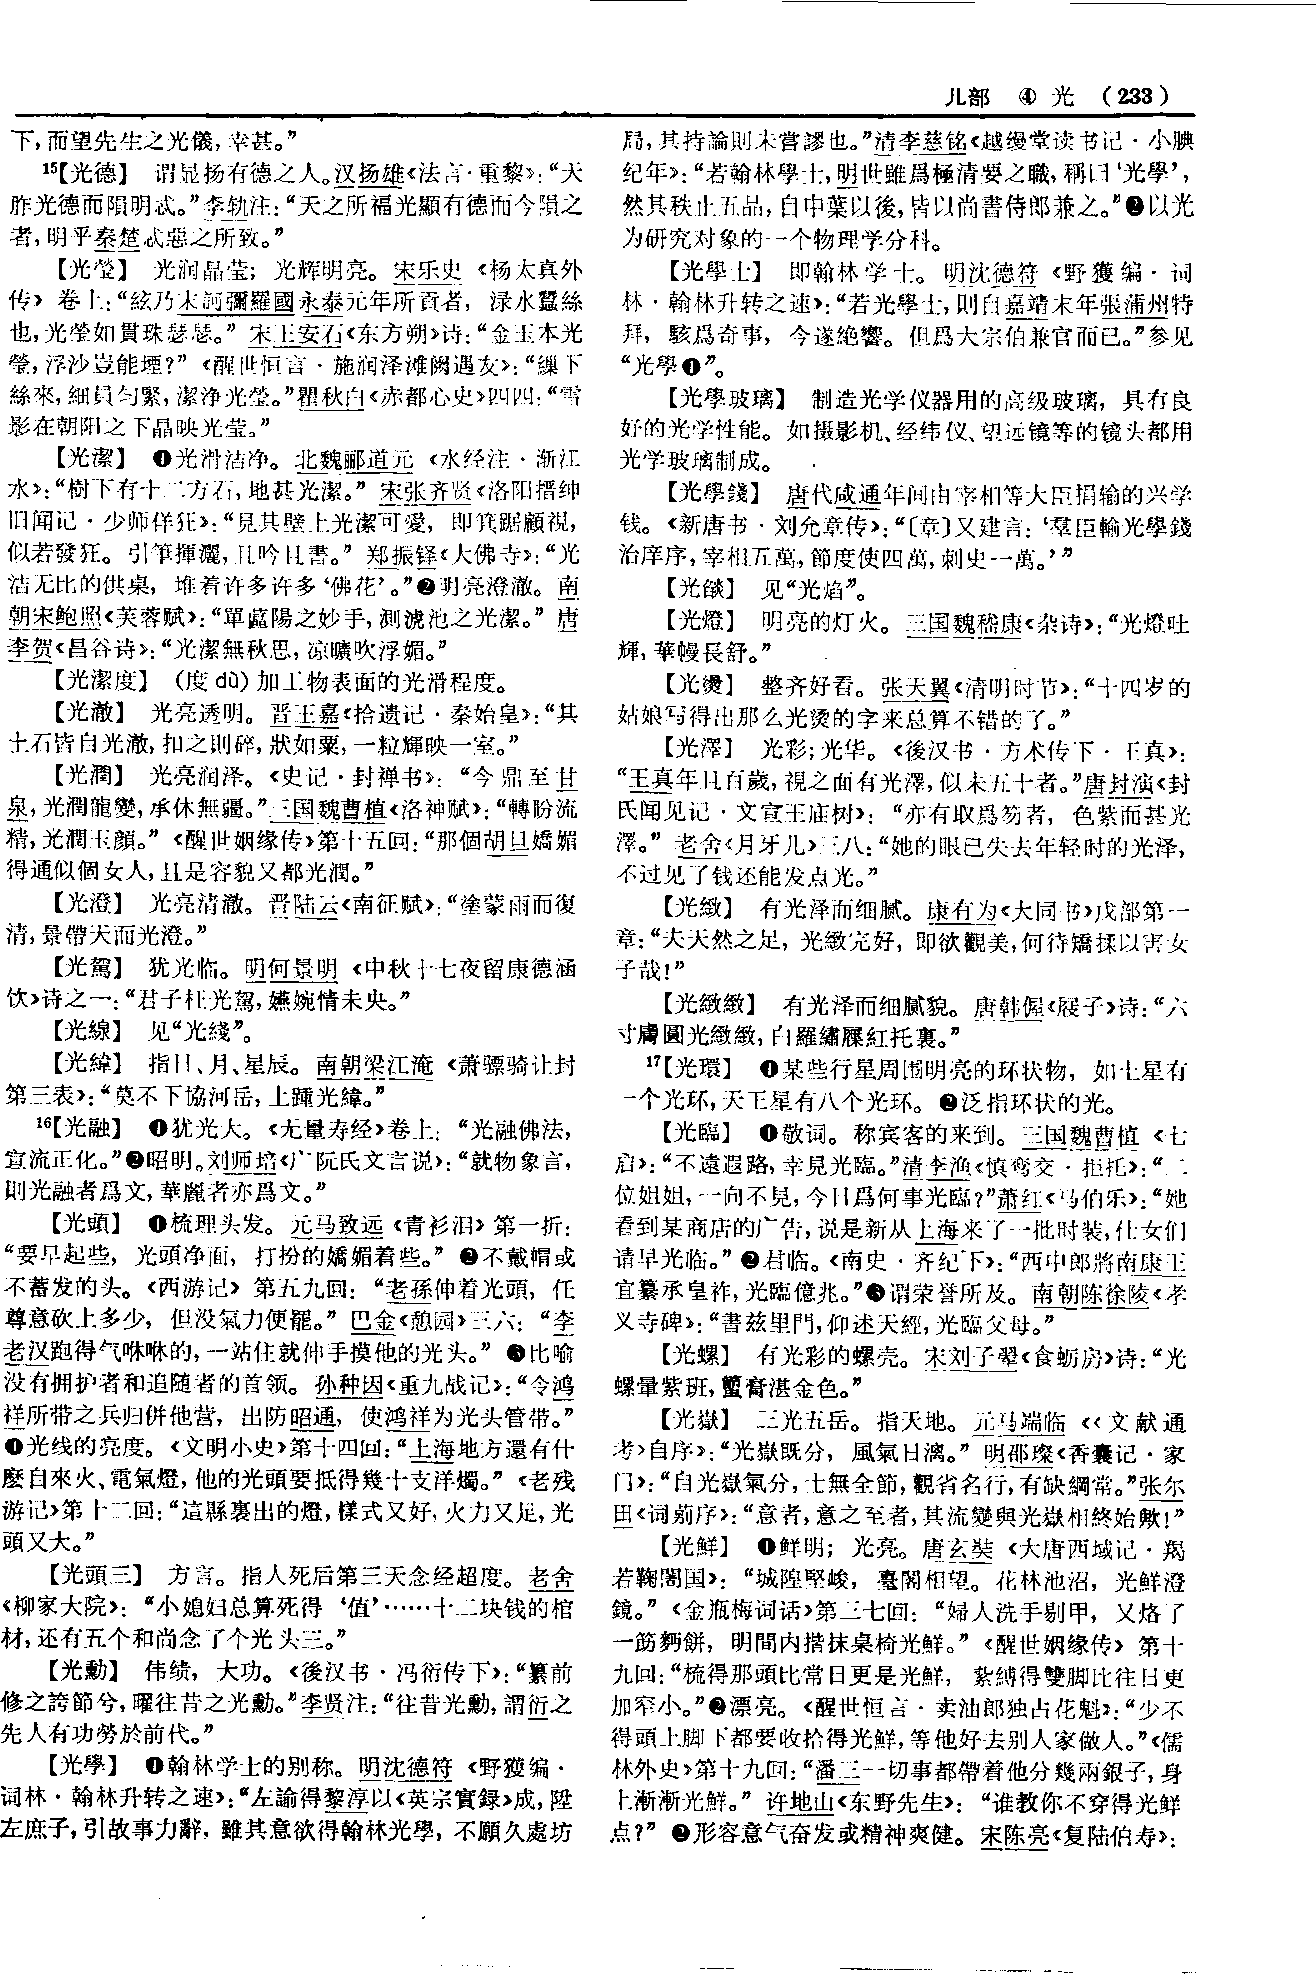 儿部 ④ 光 (233)
下，而望先生之光儀，幸甚。”
15【光德】 谓显扬有德之人。汉扬雄《法言·重黎》：“天
胙光德而隕明忒。”李轨注：“天之所福光顯有德而今隕之
者，明乎秦楚忒惡之所致。”
【光瑩】 光润晶莹；光辉明亮。宋乐史《杨太真外
传》卷上：“絃乃末訶彌羅國永泰元年所貢者，渌水蠶絲
也，光瑩如貫珠瑟瑟。” 宋王安石《东方朔》诗：“金玉本光
瑩，浮沙豈能堙？” 《醒世恒言·施润泽滩阙遇友》：“繅下
絲來，細員勻緊，潔净光瑩。”瞿秋白《赤都心史》四四：“雪
影在朝阳之下晶映光莹。”
【光潔】 ❶光滑洁净。北魏郦道元《水经注·渐江
水》：“樹下有十二方石，地甚光潔。” 宋张齐贤《洛阳搢绅
旧闻记·少师佯狂》：“見其壁上光潔可愛，即箕踞顧視，
似若發狂。引筆揮灑，且吟且書。” 郑振铎《大佛寺》：“光
洁无比的供桌，堆着许多许多‘佛花’。”❷明亮澄澈。南
朝宋鲍照《芙蓉赋》：“單蓝陽之妙手，測滮池之光潔。” 唐
李贺《昌谷诗》：“光潔無秋思，凉曠吹浮媚。”
【光潔度】 （度 dù）加工物表面的光滑程度。
【光澈】 光亮透明。晋王嘉《拾遗记·秦始皇》：“其
土石皆自光澈，扣之則碎，狀如粟，一粒輝映一室。”
【光潤】 光亮润泽。《史记·封禅书》：“今鼎至甘
泉，光潤龍變，承休無疆。”三国魏曹植《洛神赋》：“轉盼流
精，光潤玉顔。” 《醒世姻缘传》第十五回：“那個胡旦嬌媚
得通似個女人，且是容貌又都光潤。”
【光澄】 光亮清澈。晋陆云《南征赋》：“塗蒙雨而復
清，景帶天而光澄。”
【光駕】 犹光临。明何景明《中秋十七夜留康德涵
饮》诗之一：“君子枉光駕，嬿婉情未央。”
【光線】 见“光綫”。
【光緯】 指日、月、星辰。南朝梁江淹《萧骠骑让封
第三表》：“莫不下協河岳，上踵光緯。”
16【光融】 ❶犹光大。《无量寿经》卷上：“光融佛法，
宣流正化。”❷昭明。刘师培《广阮氏文言说》：“就物象言，
則光融者爲文，華麗者亦爲文。”
【光頭】 ❶梳理头发。元马致远《青衫泪》第一折：
“要早起些，光頭净面，打扮的嬌媚着些。” ❷不戴帽或
不蓄发的头。《西游记》第五九回：“老孫伸着光頭，任
尊意砍上多少，但没氣力便罷。” 巴金《憩园》三六：“李
老汉跑得气咻咻的，一站住就伸手摸他的光头。” ❸比喻
没有拥护者和追随者的首领。孙种因《重九战记》：“令鸿
祥所带之兵归併他营，出防昭通，使鸿祥为光头管带。”
❹光线的亮度。《文明小史》第十四回：“上海地方還有什
麽自來火、電氣燈，他的光頭要抵得幾十支洋燭。” 《老残
游记》第十二回：“這縣裏出的燈，樣式又好，火力又足，光
頭又大。”
【光頭三】 方言。指人死后第三天念经超度。老舍
《柳家大院》：“小媳妇总算死得‘值’……十二块钱的棺
材，还有五个和尚念了个光头三。”
【光勳】 伟绩，大功。《後汉书·冯衍传下》：“纂前
修之誇節兮，曜往昔之光勳。”李贤注：“往昔光勳，謂衍之
先人有功勞於前代。”
【光學】 ❶翰林学士的别称。明沈德符《野獲编·
词林·翰林升转之速》：“左諭得黎淳以《英宗實録》成，陞
左庶子，引故事力辭，雖其意欲得翰林光學，不願久處坊
局，其持論則未嘗謬也。”清李慈铭《越缦堂读书记·小腆
纪年》：“若翰林學士，明世雖爲極清要之職，稱曰‘光學’，
然其秩止五品，自中葉以後，皆以尚書侍郎兼之。”❷以光
为研究对象的一个物理学分科。
【光學士】 即翰林学士。明沈德符《野獲编·词
林·翰林升转之速》：“若光學士，則自嘉靖末年張蒲州特
拜，駭爲奇事，今遂絶響。但爲大宗伯兼官而已。”参见
“光學❶”。
【光學玻璃】 制造光学仪器用的高级玻璃，具有良
好的光学性能。如摄影机、经纬仪、望远镜等的镜头都用
光学玻璃制成。
【光學錢】 唐代咸通年间由宰相等大臣捐输的兴学
钱。《新唐书·刘允章传》：“〔章〕又建言：‘羣臣輸光學錢
治庠序，宰相五萬，節度使四萬，刺史一萬。’”
【光燄】 见“光焰”。
【光燈】 明亮的灯火。三国魏嵇康《杂诗》：“光燈吐
輝，華幔長舒。”
【光燙】 整齐好看。张天翼《清明时节》：“十四岁的
姑娘写得出那么光烫的字来总算不错的了。”
【光澤】 光彩；光华。《後汉书·方术传下·王真》：
“王真年且百歲，視之面有光澤，似未五十者。”唐封演《封
氏闻见记·文宣王庙树》：“亦有取爲笏者，色紫而甚光
澤。” 老舍《月牙儿》三八：“她的眼已失去年轻时的光泽，
不过见了钱还能发点光。”
【光緻】 有光泽而细腻。康有为《大同书》戊部第一
章：“夫天然之足，光緻完好，即欲觀美，何待矯揉以害女
子哉！”
【光緻緻】 有光泽而细腻貌。唐韩偓《屐子》诗：“六
寸膚圓光緻緻，白羅繡屧紅托裏。”
17【光環】 ❶某些行星周围明亮的环状物，如土星有
一个光环，天王星有八个光环。❷泛指环状的光。
【光臨】 ❶敬词。称宾客的来到。三国魏曹植《七
启》：“不遠遐路，幸見光臨。”清李渔《慎鸾交·拒托》：“二
位姐姐，一向不見，今日爲何事光臨？”萧红《马伯乐》：“她
看到某商店的广告，说是新从上海来了一批时装，仕女们
请早光临。” ❷君临。《南史·齐纪下》：“西中郎將南康王
宜纂承皇祚，光臨億兆。”❸谓荣誉所及。南朝陈徐陵《孝
义寺碑》：“書兹里門，仰述天經，光臨父母。”
【光螺】 有光彩的螺壳。宋刘子翚《食蛎房》诗：“光
螺暈紫斑，蠒膏湛金色。”
【光嶽】 三光五岳。指天地。元马端临《<文献通
考>自序》：“光嶽既分，風氣日漓。” 明邵璨《香囊记·家
门》：“自光嶽氣分，士無全節，觀省名行，有缺綱常。”张尔
田《词莂序》：“意者，意之至者，其流變與光嶽相終始歟！”
【光鮮】 ❶鲜明；光亮。唐玄奘《大唐西域记·羯
若鞠阇国》：“城隍堅峻，臺閣相望。花林池沼，光鮮澄
鏡。” 《金瓶梅词话》第三七回：“婦人洗手剔甲，又烙了
一筯麪餅，明間内揩抹桌椅光鮮。” 《醒世姻缘传》第十
九回：“梳得那頭比常日更是光鮮，紮縛得雙脚比往日更
加窄小。”❷漂亮。《醒世恒言·卖油郎独占花魁》：“少不
得頭上脚下都要收拾得光鮮，等他好去别人家做人。”《儒
林外史》第十九回：“潘三一切事都帶着他分幾兩銀子，身
上漸漸光鮮。” 许地山《东野先生》：“谁教你不穿得光鲜
点？” ❸形容意气奋发或精神爽健。宋陈亮《复陆伯寿》：